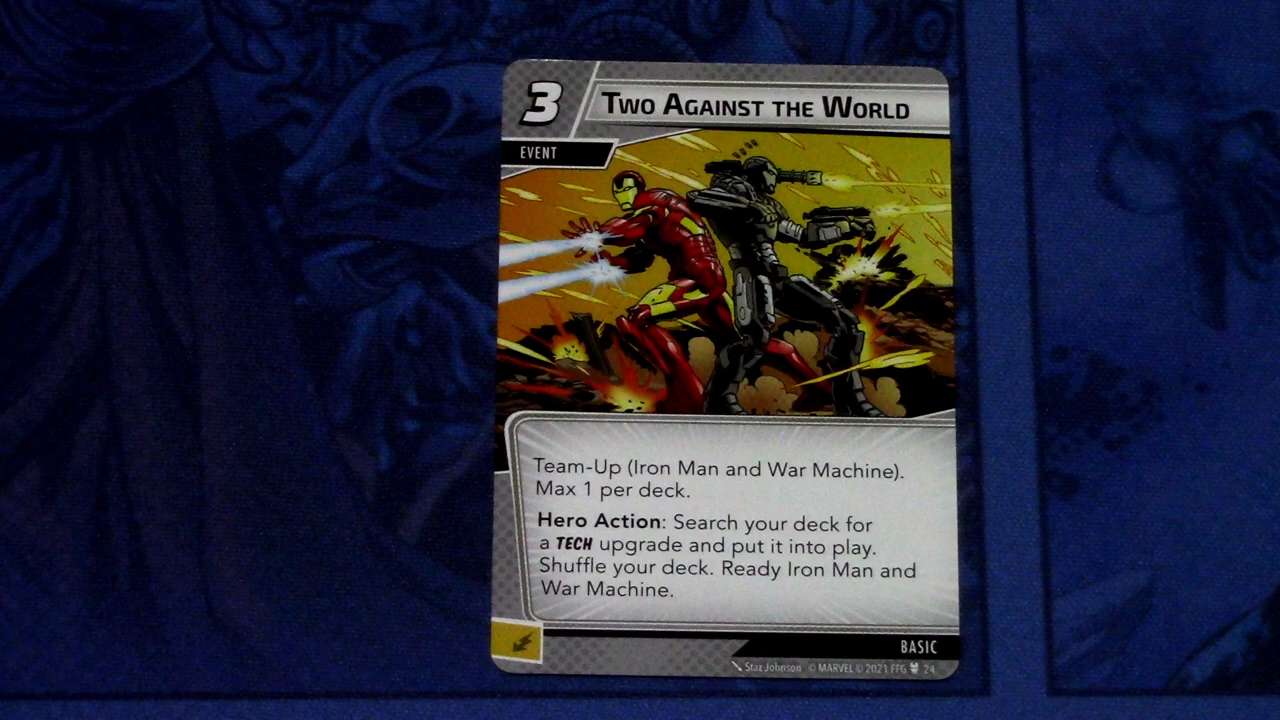 3
Two Against the World
EVENT
Team-Up (Iron Man and War Machine).
Max 1 per deck.
Hero Action: Search your deck for
a TECH upgrade and put it into play.
Shuffle your deck. Ready Iron Man and
War Machine.
BASIC
Staz Johnson © MARVEL © 2021 FFG 24